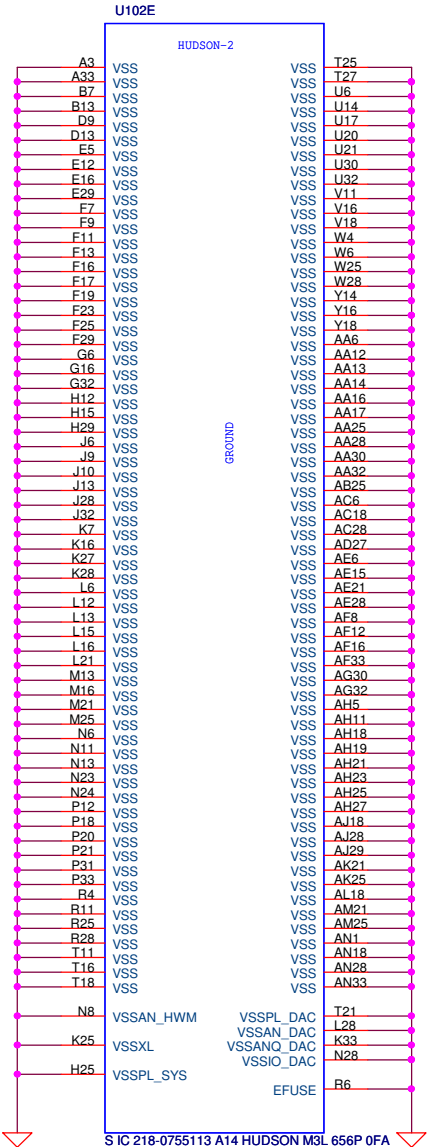 U102E
HUDSON-2
A3 VSS VSS T25
A33 VSS VSS T27
B7 VSS VSS U6
B13 VSS VSS U14
D9 VSS VSS U17
D13 VSS VSS U20
E5 VSS VSS U21
E12 VSS VSS U30
E16 VSS VSS U32
E29 VSS VSS V11
F7 VSS VSS V16
F9 VSS VSS V18
F11 VSS VSS W4
F13 VSS VSS W6
F16 VSS VSS W25
F17 VSS VSS W28
F19 VSS VSS Y14
F23 VSS VSS Y16
F25 VSS VSS Y18
F29 VSS VSS AA6
G6 VSS VSS AA12
G16 VSS VSS AA13
G32 VSS VSS AA14
H12 VSS VSS AA16
H15 VSS VSS AA17
H29 VSS VSS AA25
J6 VSS VSS AA28
J9 VSS VSS AA30
J10 VSS VSS AA32
J13 VSS VSS AB25
J28 VSS VSS AC6
J32 VSS VSS AC18
K7 VSS VSS AC28
K16 VSS VSS AD27
K27 VSS VSS AE6
K28 VSS VSS AE15
L6 VSS VSS AE21
L12 VSS VSS AE28
L13 VSS VSS AF8
L15 VSS VSS AF12
L16 VSS VSS AF16
L21 VSS VSS AF33
M13 VSS VSS AG30
M16 VSS VSS AG32
M21 VSS VSS AH5
M25 VSS VSS AH11
N6 VSS VSS AH18
N11 VSS VSS AH19
N13 VSS VSS AH21
N23 VSS VSS AH23
N24 VSS VSS AH25
P12 VSS VSS AH27
P18 VSS VSS AJ18
P20 VSS VSS AJ28
P21 VSS VSS AJ29
P31 VSS VSS AK21
P33 VSS VSS AK25
R4 VSS VSS AL18
R11 VSS VSS AM21
R25 VSS VSS AM25
R28 VSS VSS AN1
T11 VSS VSS AN18
T16 VSS VSS AN28
T18 VSS VSS AN33
GROUND
N8 VSSAN_HWM VSSPL_DAC T21
VSSAN_DAC L28
K25 VSSXL VSSANQ_DAC K33
VSSIO_DAC N28
H25 VSSPL_SYS
EFUSE R6
S IC 218-0755113 A14 HUDSON M3L 656P 0FA